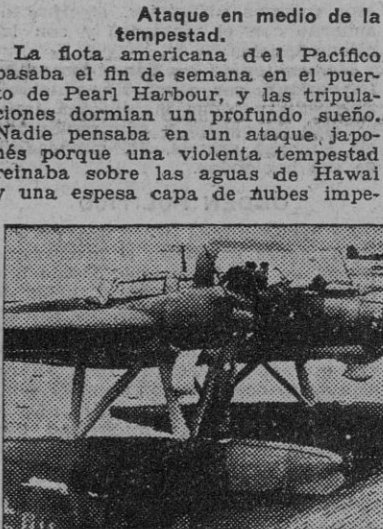 Ataque en medio de la
tempestad.
La flota americana del Pacífico
pasaba el fin de semana en el puer-
to de Pearl Harbour, y las tripula-
ciones dormían un profundo sueño.
Nadie pensaba en un ataque japo-
nés porque una violenta tempestad
reinaba sobre las aguas de Hawai
y una espesa capa de nubes impe-